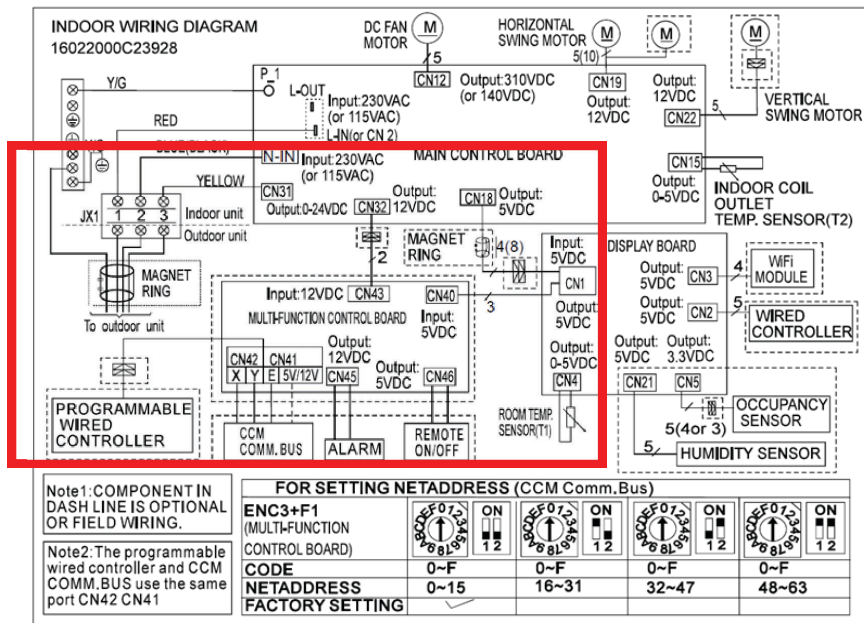 INDOOR WIRING DIAGRAM
16022000C23928
DC FAN
MOTOR
M
5
HORIZONTAL
SWING MOTOR
M
M
M
5(10)
Y/G
P_1
L-OUT
CN12
Output:310VDC
(or 140VDC)
CN19
Output:
12VDC
Output:
12VDC
CN22
5
VERTICAL
SWING MOTOR
Input:230VAC
(or 115VAC)
RED
L-IN(or CN 2)
BLUE(BLACK)
N-IN
Input:230VAC
(or 115VAC)
MAIN CONTROL BOARD
CN15
Output:
0-5VDC
INDOOR COIL
OUTLET
TEMP. SENSOR(T2)
YELLOW
CN31
Output:0-24VDC
CN32
Output:
12VDC
CN18
Output:
5VDC
JX1
1 2 3
Indoor unit
Outdoor unit
MAGNET
RING
To outdoor unit
2
MAGNET
RING
4(8)
Input:
5VDC
CN1
DISPLAY BOARD
Output:
5VDC
CN3
4
WiFi
MODULE
Output:
5VDC
CN2
5
WIRED
CONTROLLER
Input:12VDC
CN43
CN40
3
MULTI-FUNCTION CONTROL BOARD
Input:
5VDC
Output:
5VDC
CN42
CN41
Output:
12VDC
X Y E 5V/12V
CN45
Output:
5VDC
CN46
Output:
0-5VDC
CN4
Output:
5VDC
CN21
Output:
3.3VDC
CN5
PROGRAMMABLE
WIRED
CONTROLLER
CCM
COMM.BUS
ALARM
REMOTE
ON/OFF
ROOM TEMP.
SENSOR(T1)
5(4or 3)
OCCUPANCY
SENSOR
5
HUMIDITY SENSOR
Note1:COMPONENT IN
DASH LINE IS OPTIONAL
OR FIELD WIRING.
Note2:The programmable
wired controller and CCM
COMM.BUS use the same
port CN42 CN41
FOR SETTING NETADDRESS (CCM Comm.Bus)
ENC3+F1
(MULTI-FUNCTION
CONTROL BOARD)
ON
1 2
ON
1 2
ON
1 2
ON
1 2
CODE 0~F 0~F 0~F 0~F
NETADDRESS 0~15 16~31 32~47 48~63
FACTORY SETTING